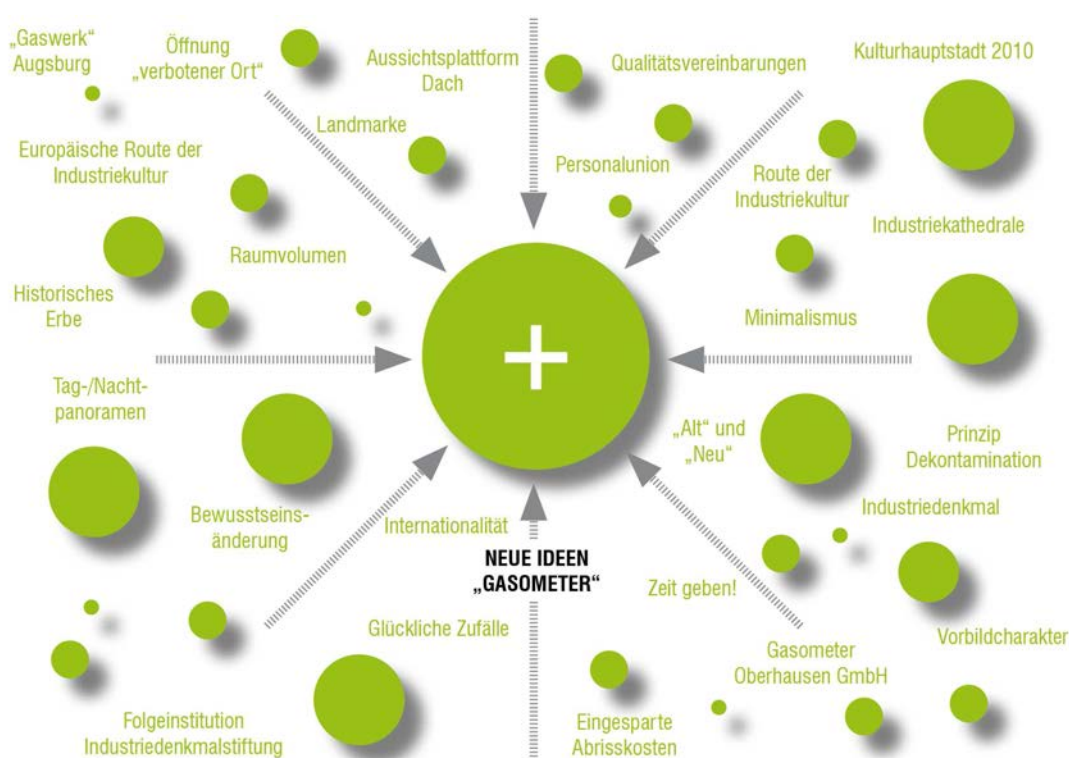 „Gaswerk“
Augsburg
Öffnung
„verbotener Ort“
Aussichtsplattform
Dach
Qualitätsvereinbarungen
Kulturhauptstadt 2010
Landmarke
Europäische Route der
Industriekultur
Personalunion
Route der
Industriekultur
Industriekathedrale
Raumvolumen
Historisches
Erbe
Minimalismus
+
Tag-/Nacht-
panoramen
„Alt“ und
„Neu“
Prinzip
Dekontamination
Bewusstseins-
änderung
Internationalität
Industriedenkmal
NEUE IDEEN
„GASOMETER“
Zeit geben!
Glückliche Zufälle
Vorbildcharakter
Gasometer
Oberhausen GmbH
Folgeinstitution
Industriedenkmalstiftung
Eingesparte
Abrisskosten